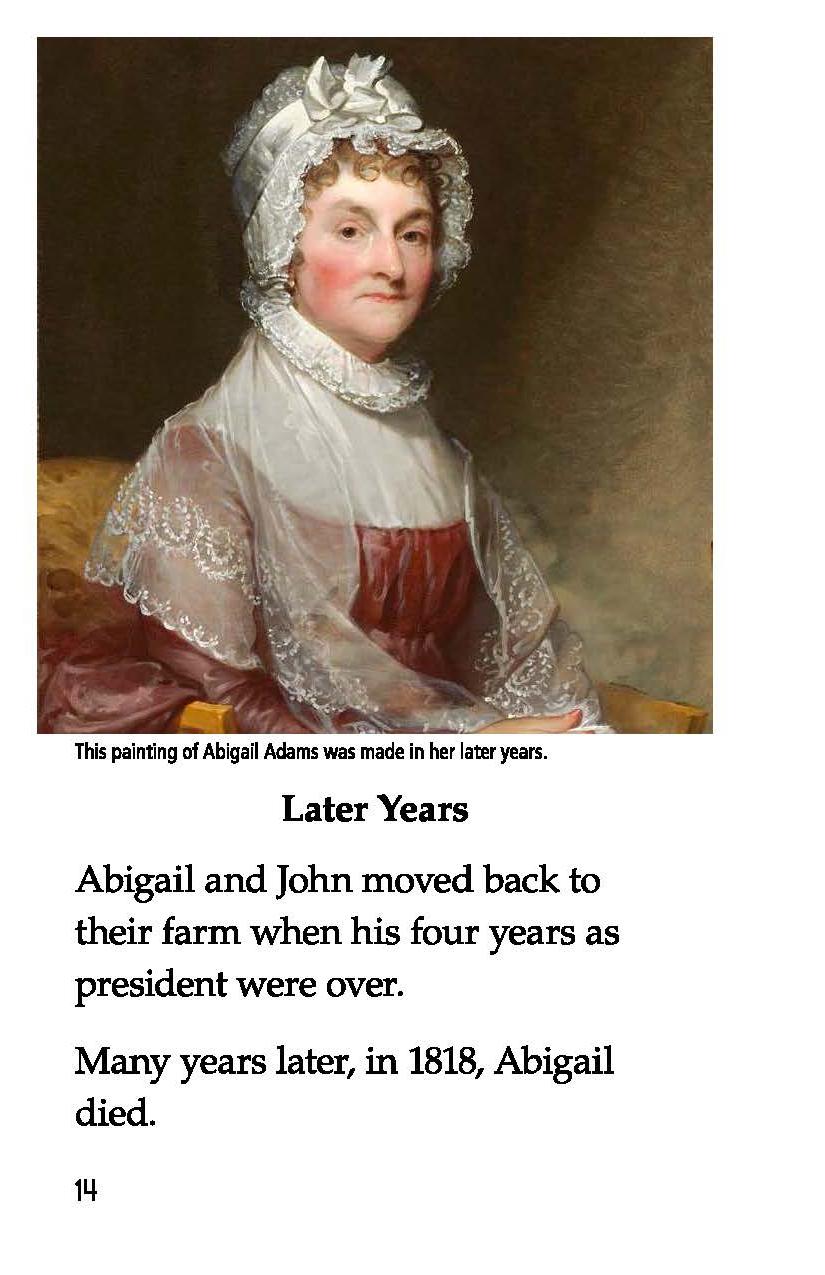 This painting of Abigail Adams was made in her later years.
Later Years
Abigail and John moved back to
their farm when his four years as
president were over.
Many years later, in 1818, Abigail
died.
14